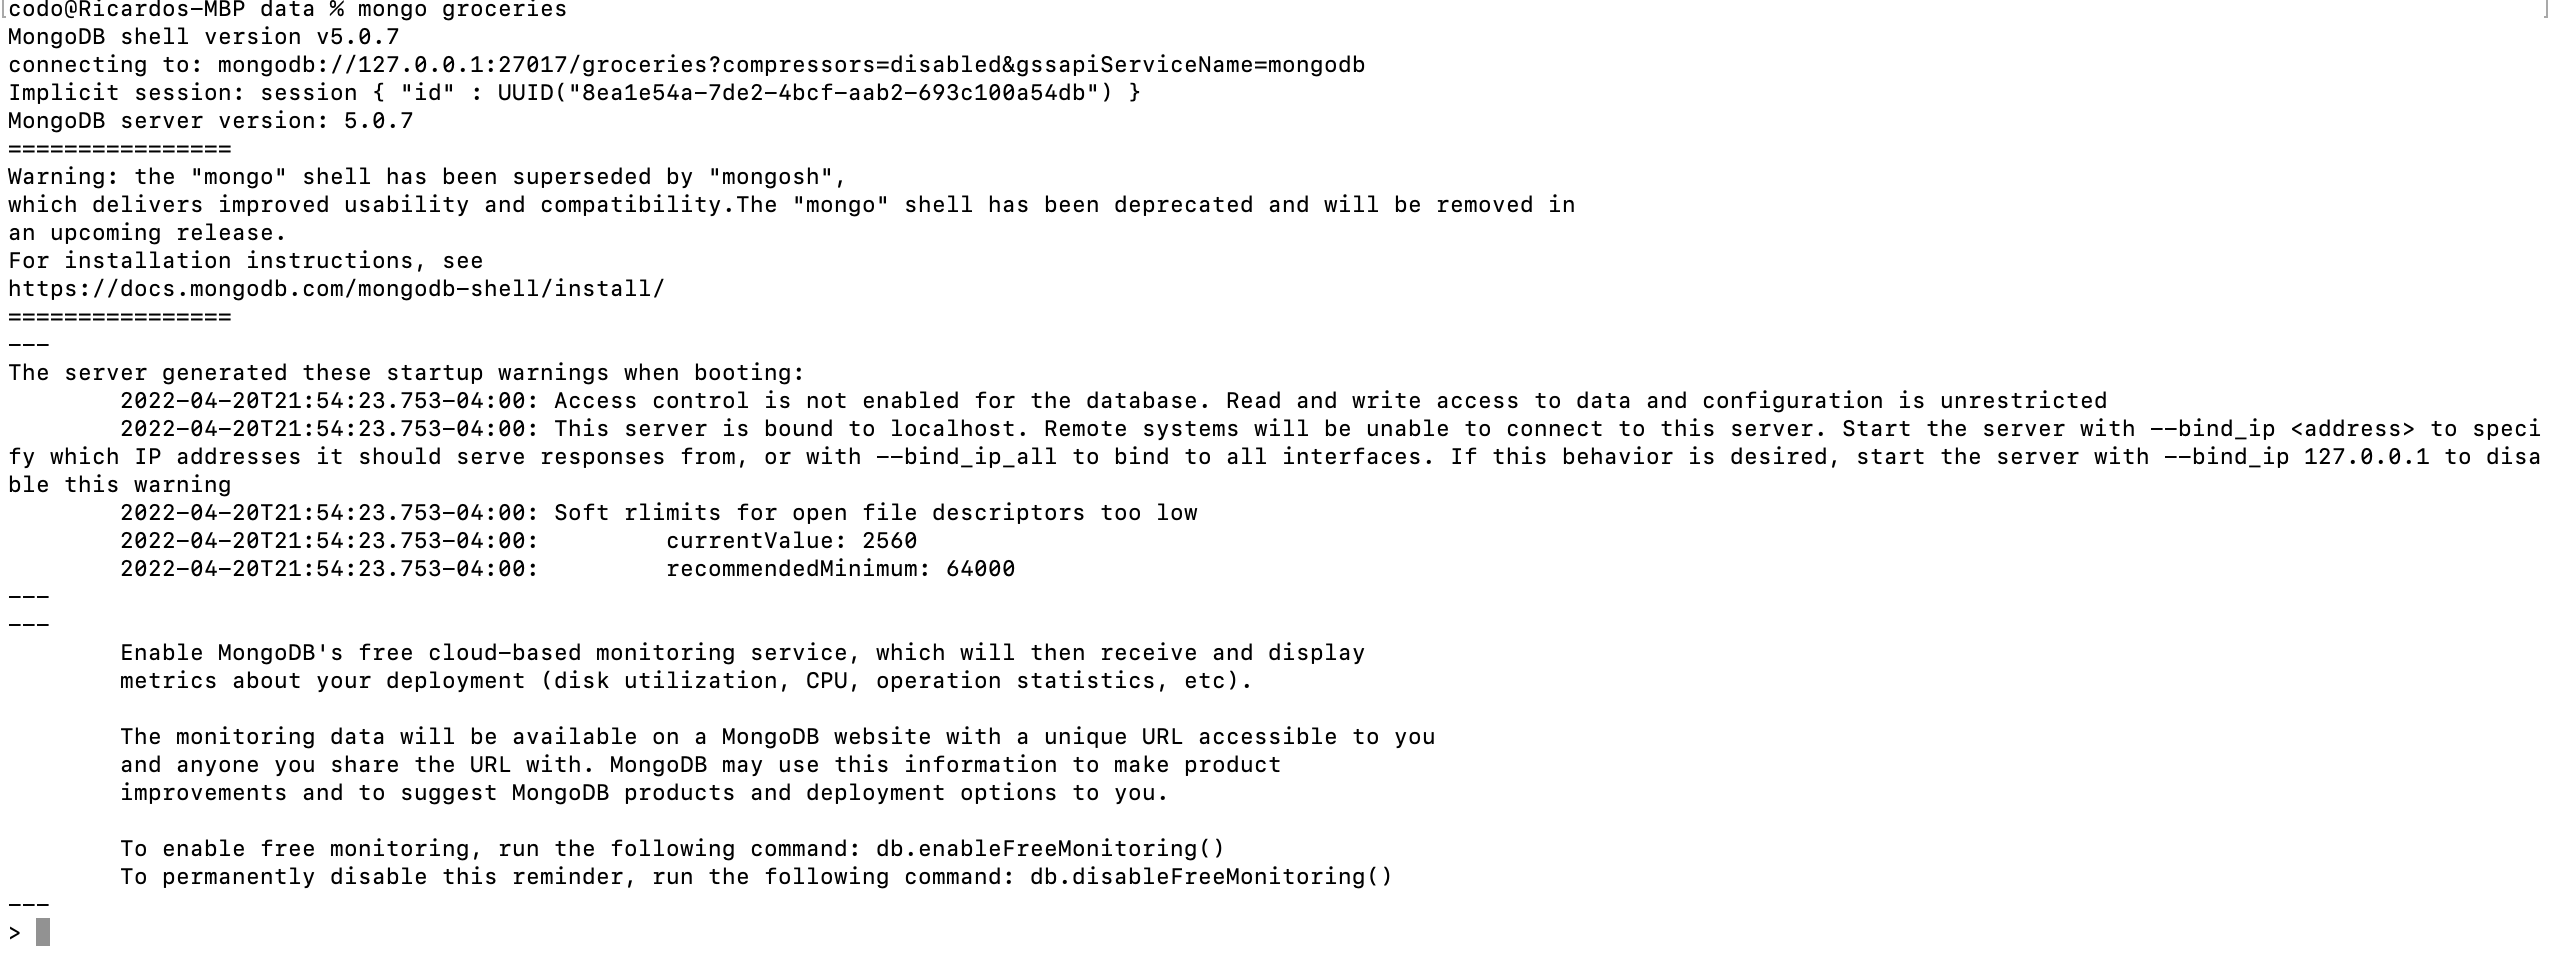 [codo@Ricardos-MBP data % mongo groceries ]
MongoDB shell version v5.0.7
connecting to: mongodb://127.0.0.1:27017/groceries?compressors=disabled&gssapiServiceName=mongodb
Implicit session: session { "id" : UUID("8ea1e54a-7de2-4bcf-aab2-693c100a54db") }
MongoDB server version: 5.0.7
================
Warning: the "mongo" shell has been superseded by "mongosh",
which delivers improved usability and compatibility.The "mongo" shell has been deprecated and will be removed in
an upcoming release.
For installation instructions, see
https://docs.mongodb.com/mongodb-shell/install/
================
---
The server generated these startup warnings when booting:
        2022-04-20T21:54:23.753-04:00: Access control is not enabled for the database. Read and write access to data and configuration is unrestricted
        2022-04-20T21:54:23.753-04:00: This server is bound to localhost. Remote systems will be unable to connect to this server. Start the server with --bind_ip <address> to speci
fy which IP addresses it should serve responses from, or with --bind_ip_all to bind to all interfaces. If this behavior is desired, start the server with --bind_ip 127.0.0.1 to disa
ble this warning
        2022-04-20T21:54:23.753-04:00: Soft rlimits for open file descriptors too low
        2022-04-20T21:54:23.753-04:00:         currentValue: 2560
        2022-04-20T21:54:23.753-04:00:         recommendedMinimum: 64000
---
---
        Enable MongoDB's free cloud-based monitoring service, which will then receive and display
        metrics about your deployment (disk utilization, CPU, operation statistics, etc).

        The monitoring data will be available on a MongoDB website with a unique URL accessible to you
        and anyone you share the URL with. MongoDB may use this information to make product
        improvements and to suggest MongoDB products and deployment options to you.

        To enable free monitoring, run the following command: db.enableFreeMonitoring()
        To permanently disable this reminder, run the following command: db.disableFreeMonitoring()
---
>